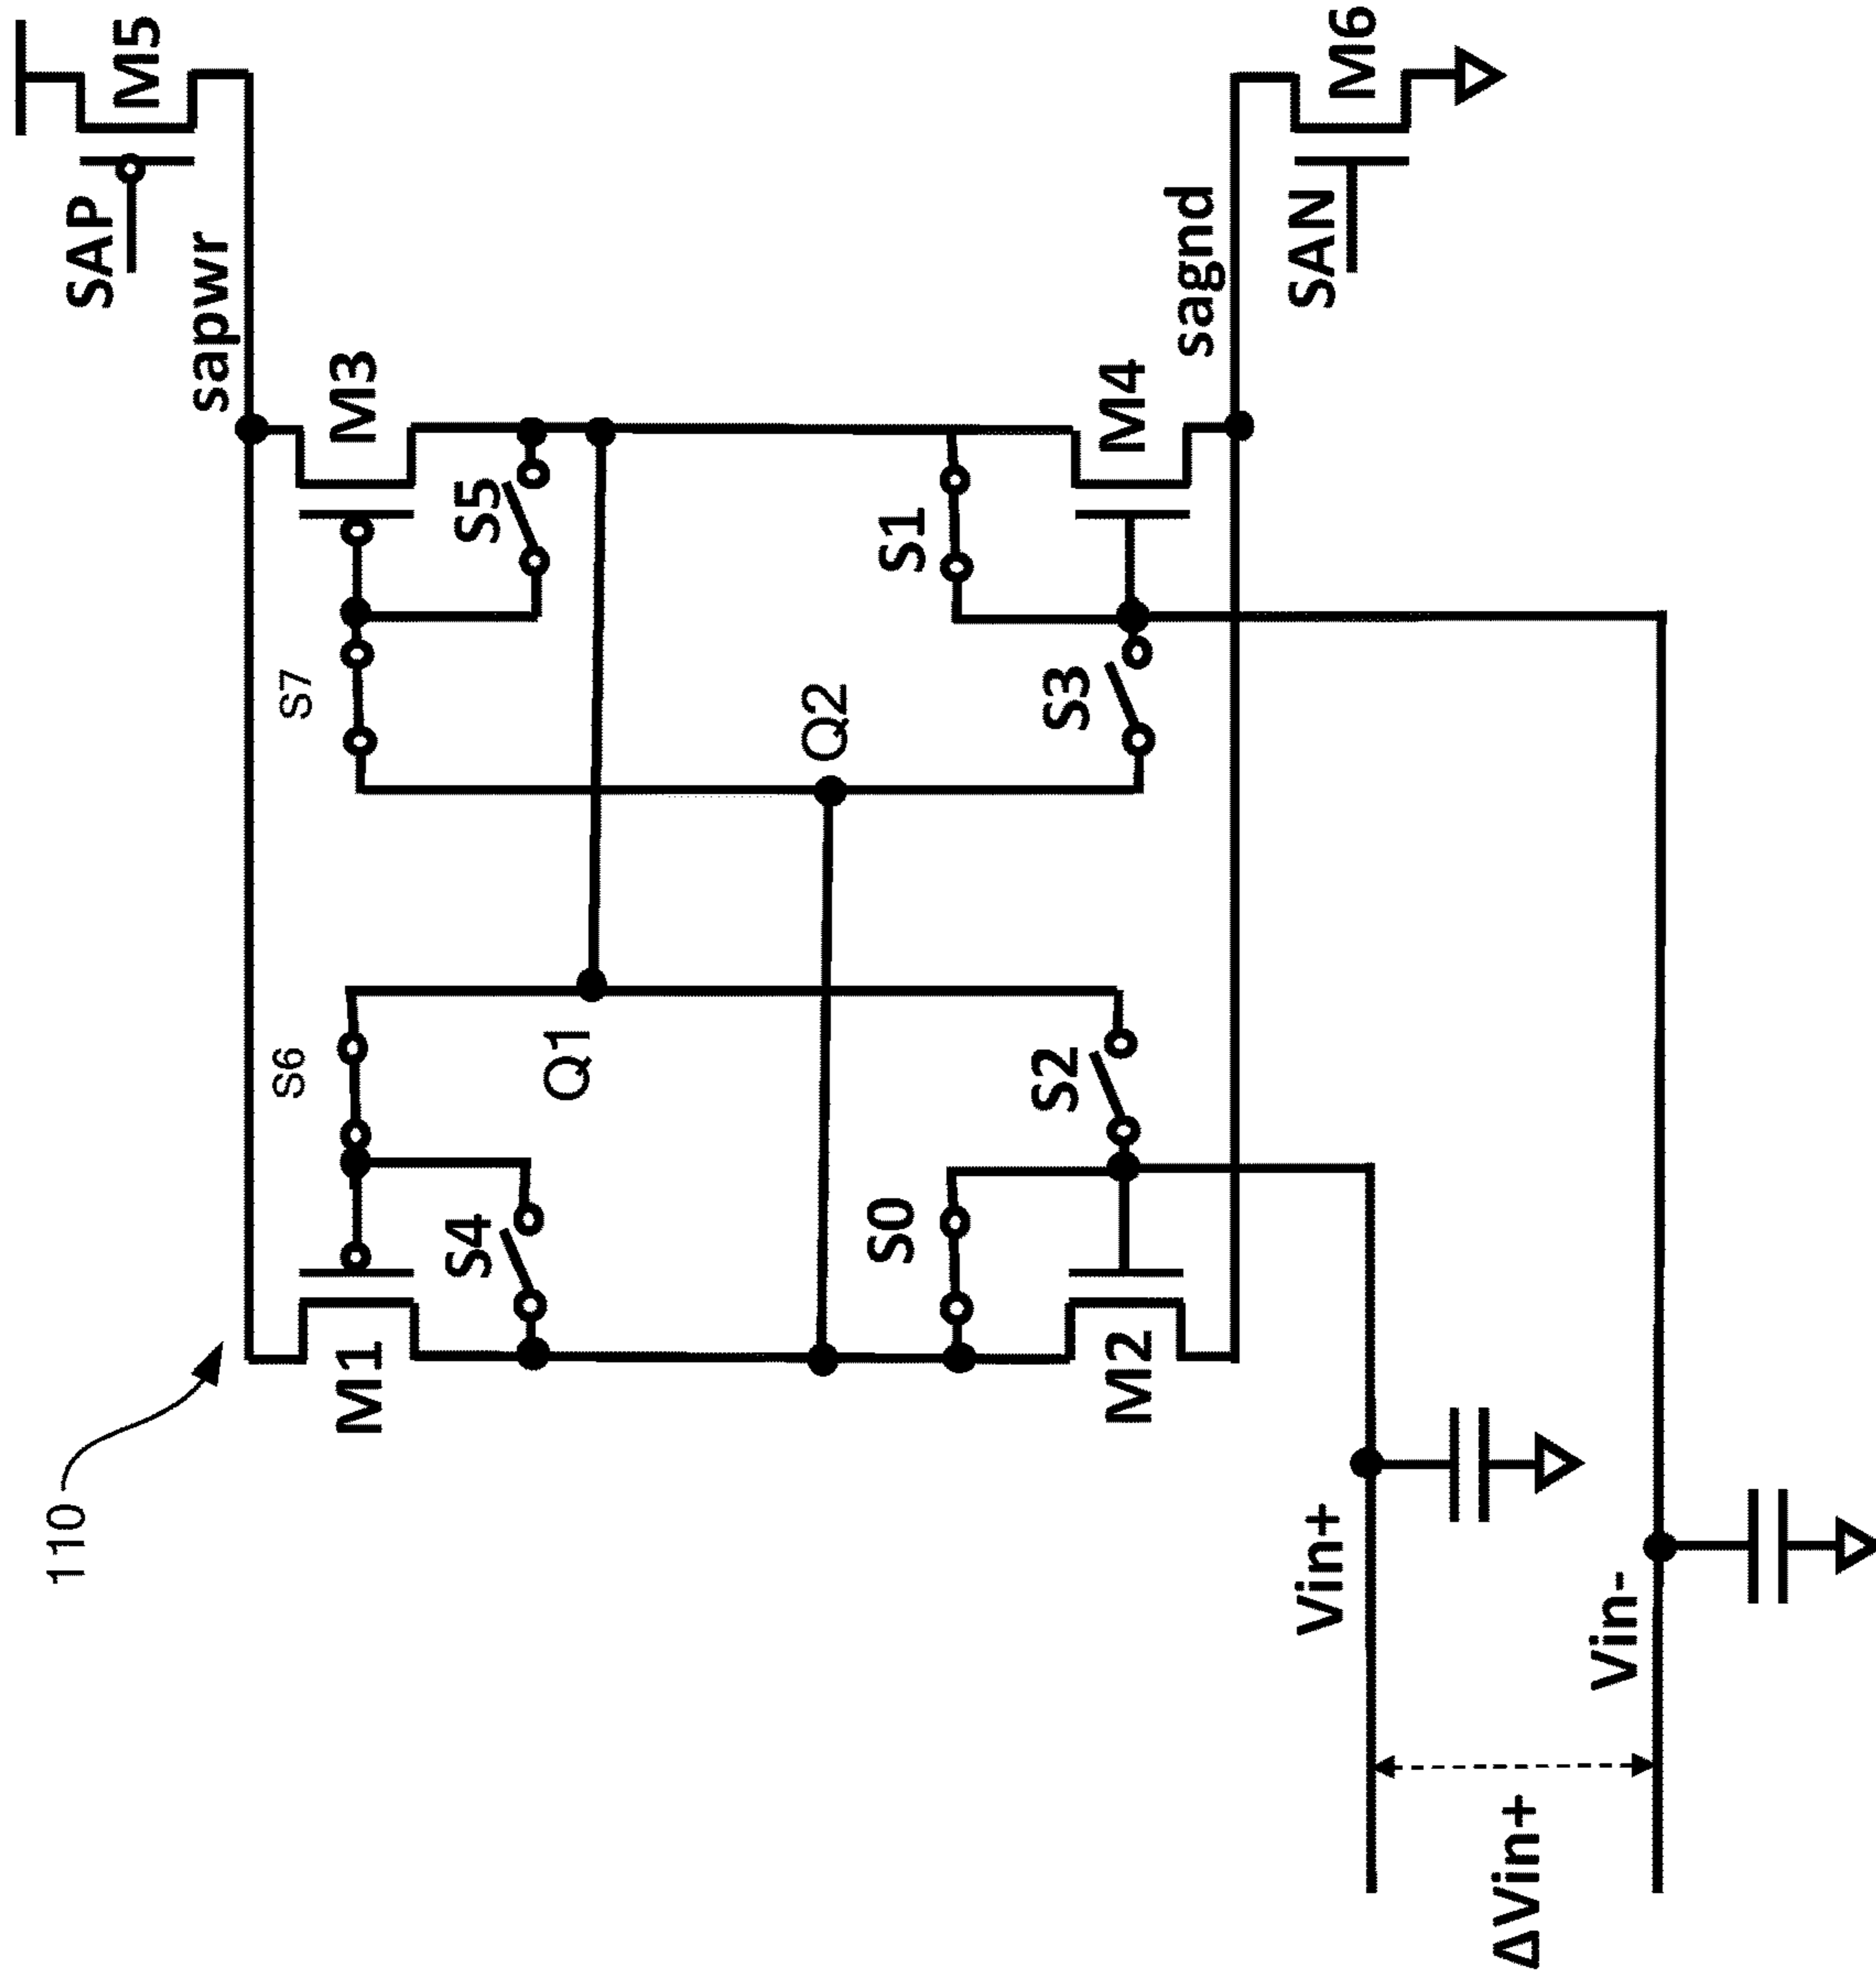 110
SAP
M5
sapwr
M1
S6
S7
M3
S4
S5
Q1
Q2
S0
S1
M2
S2
S3
M4
sagnd
SAN
M6
Vin+
Vin-
ΔVin+